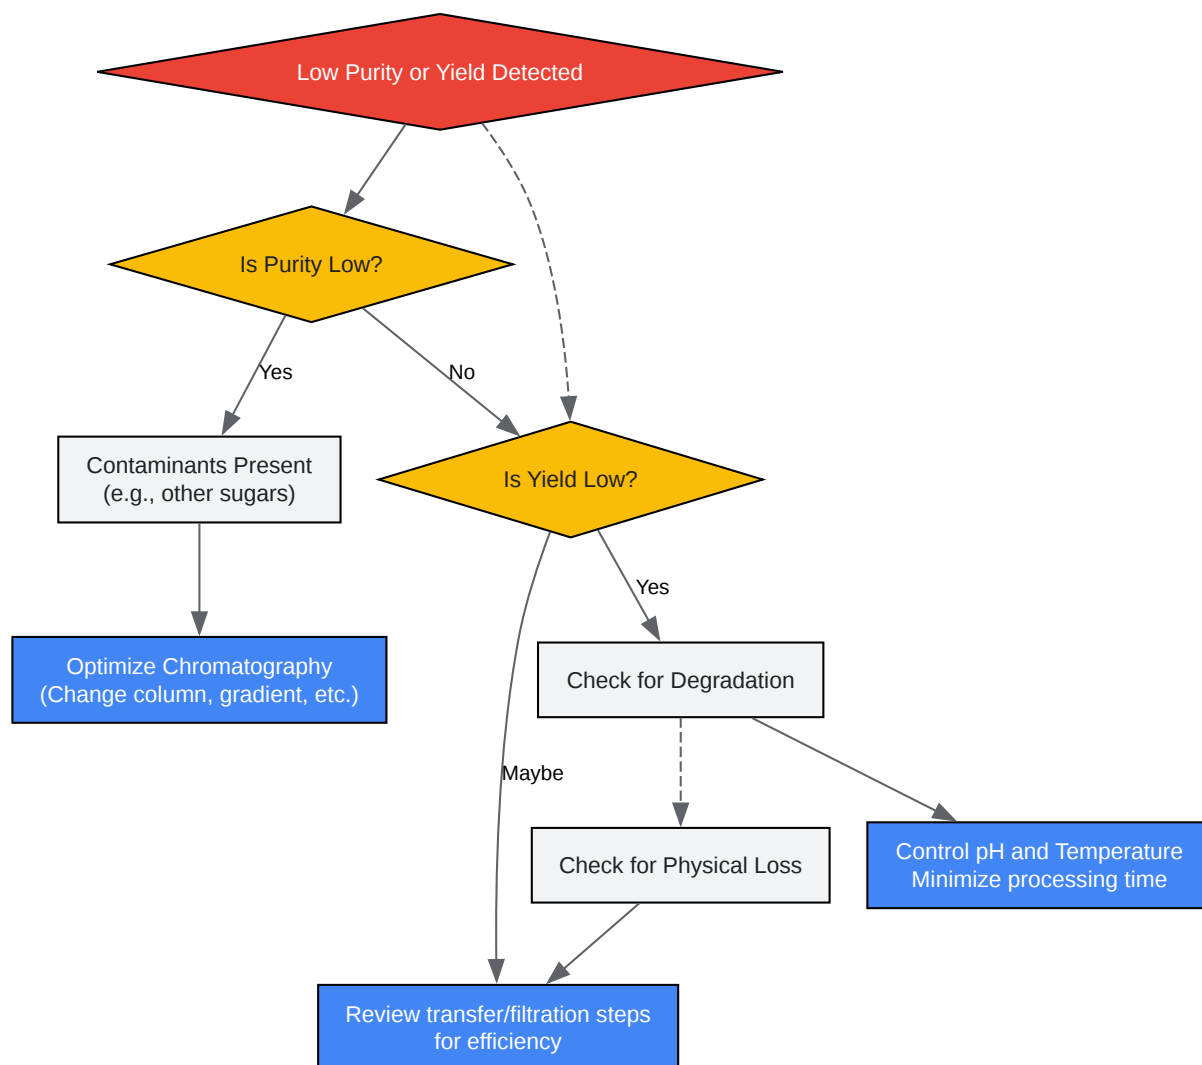 Low Purity or Yield Detected
Is Purity Low?
Yes
No
Contaminants Present
(e.g., other sugars)
Is Yield Low?
Yes
Optimize Chromatography
(Change column, gradient, etc.)
Check for Degradation
Maybe
Check for Physical Loss
Control pH and Temperature
Minimize processing time
Review transfer/filtration steps
for efficiency